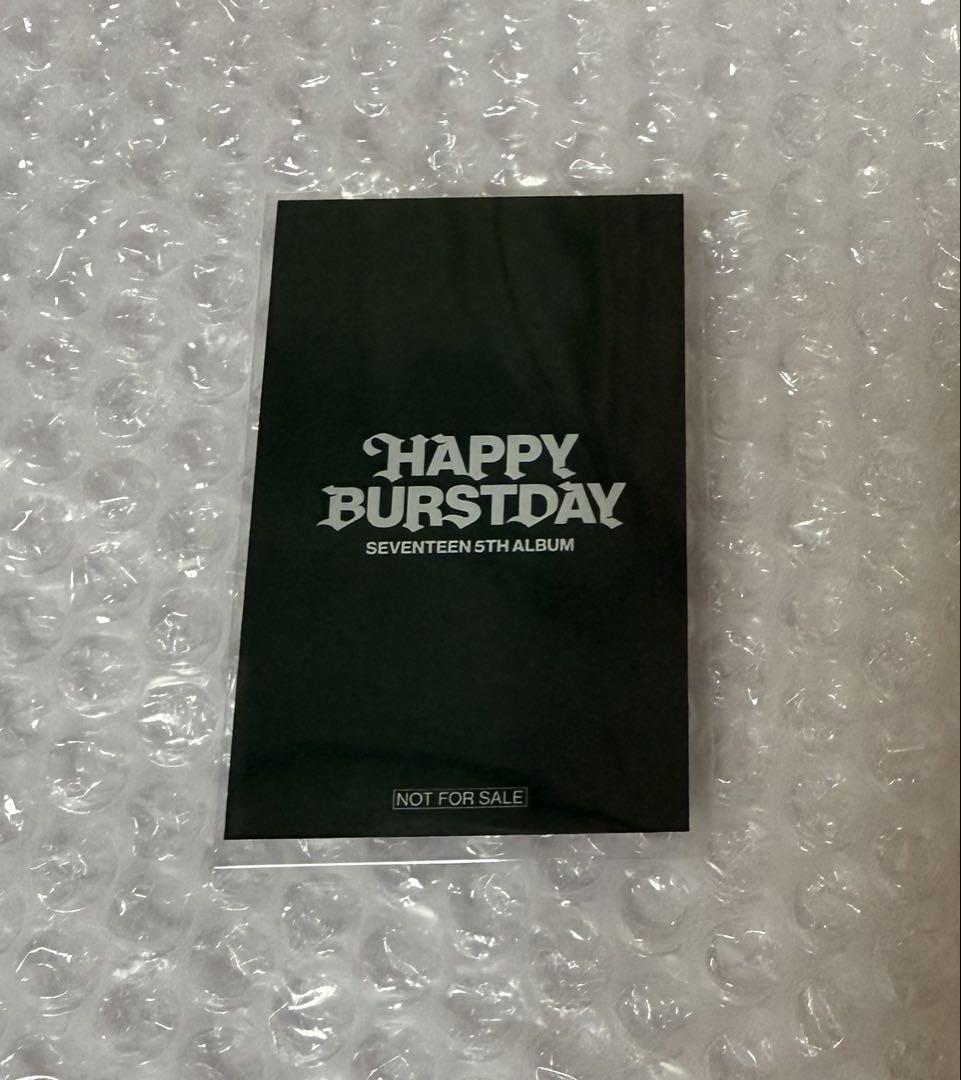 HAPPY
BURSTDAY
SEVENTEEN 5TH ALBUM
NOT FOR SALE